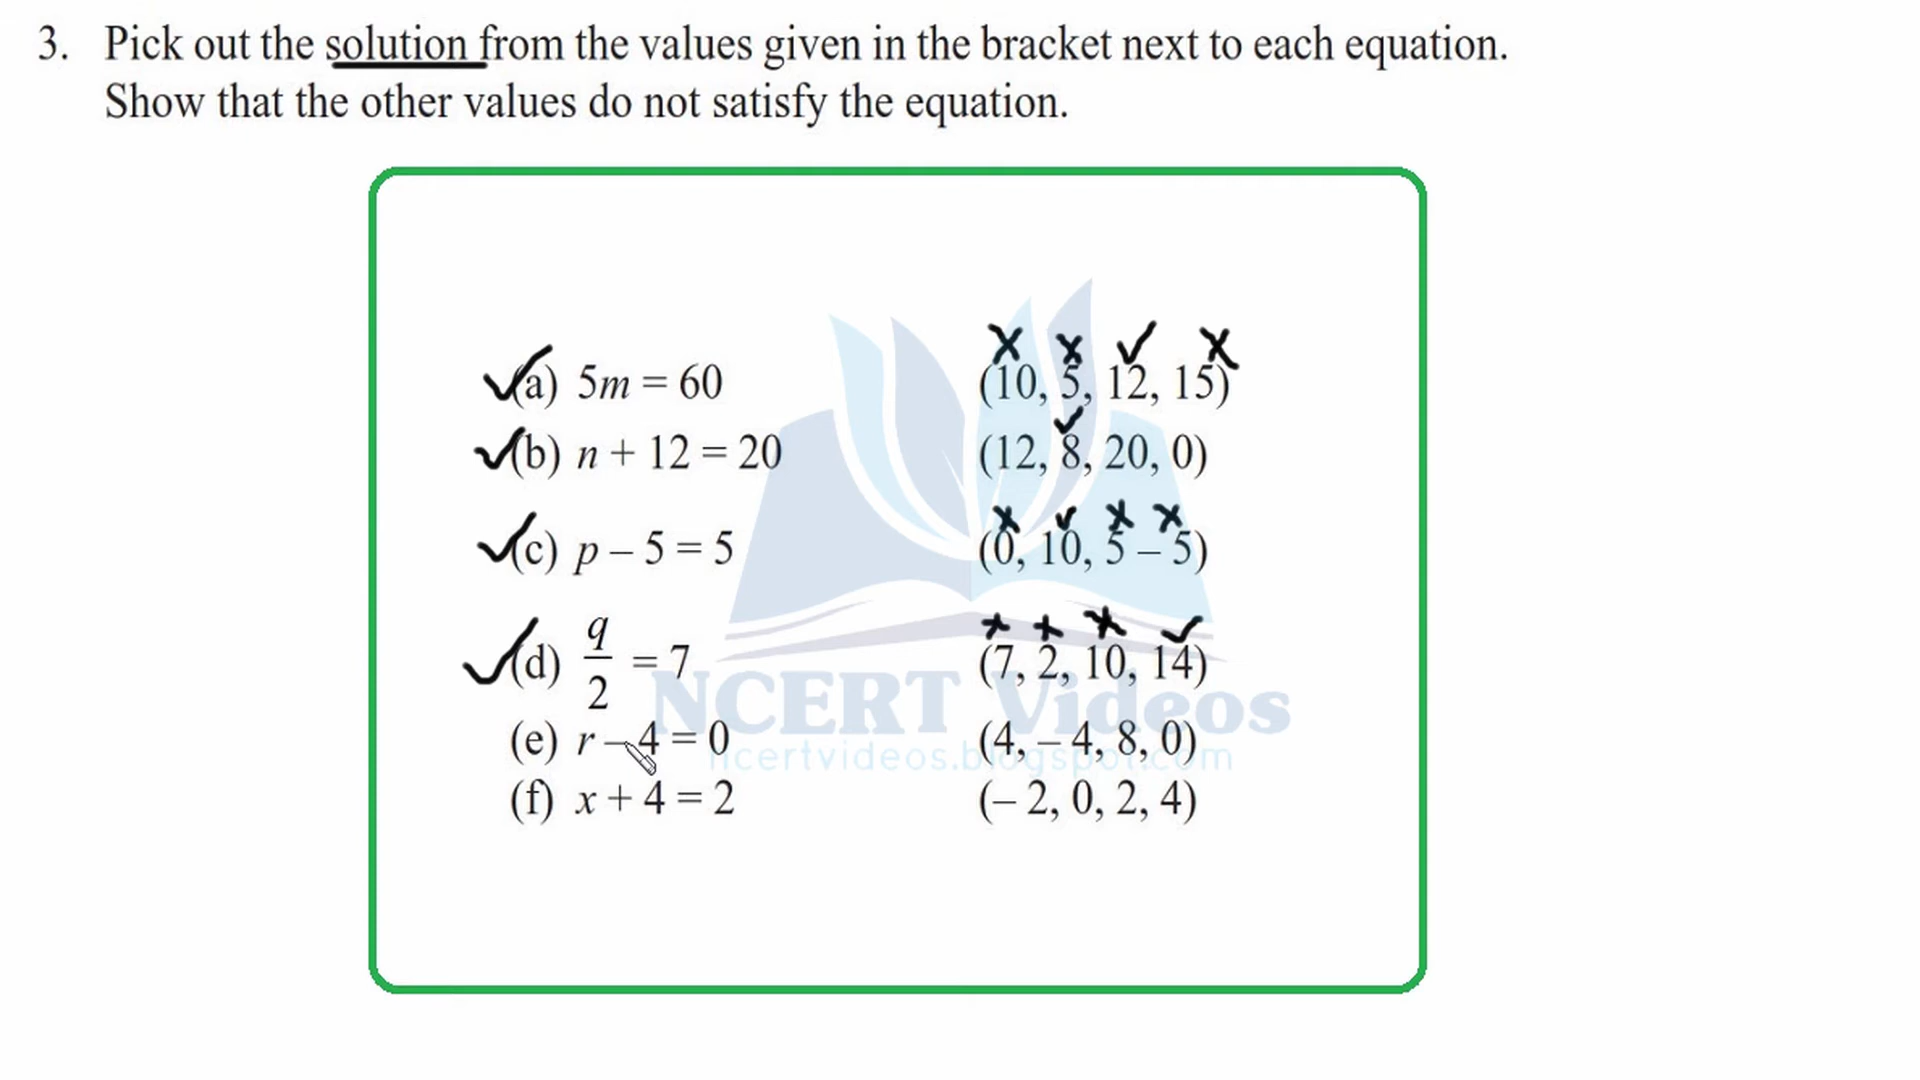 3. Pick out the solution from the values given in the bracket next to each equation.
Show that the other values do not satisfy the equation.
(a) 5m = 60 (10, 5, 12, 15)
(b) n + 12 = 20 (12, 8, 20, 0)
(c) p – 5 = 5 (0, 10, 5 – 5)
(d) q/2 = 7 (7, 2, 10, 14)
NCERT Videos
(e) r – 4 = 0 (4, – 4, 8, 0)
ncertvideos.blogspot.com
(f) x + 4 = 2 (– 2, 0, 2, 4)